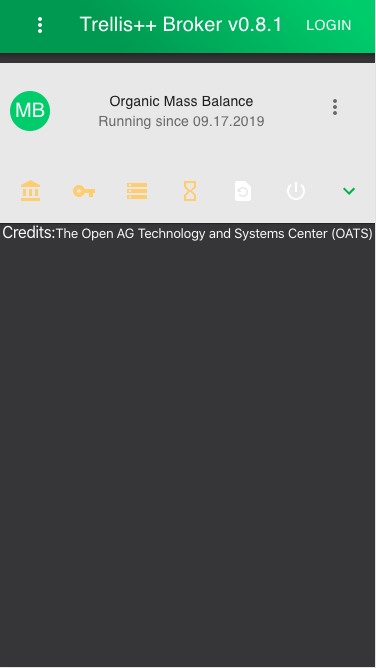 Trellis++ Broker v0.8.1 LOGIN
MB
Organic Mass Balance
Running since 09.17.2019
Credits:The Open AG Technology and Systems Center (OATS)